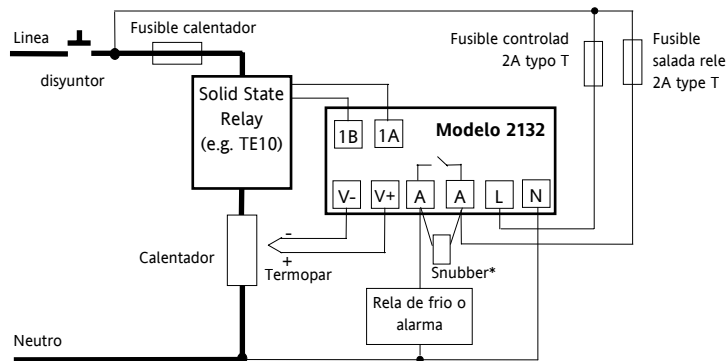 Linea
Fusible calentador
disyuntor
Fusible controlad
2A typo T
Fusible
salada rele
2A type T
Solid State
Relay
(e.g. TE10)
1B
1A
Modelo 2132
V-
V+
A
A
L
N
-
+
Calentador
Termopar
Snubber*
Rela de frio o
alarma
Neutro